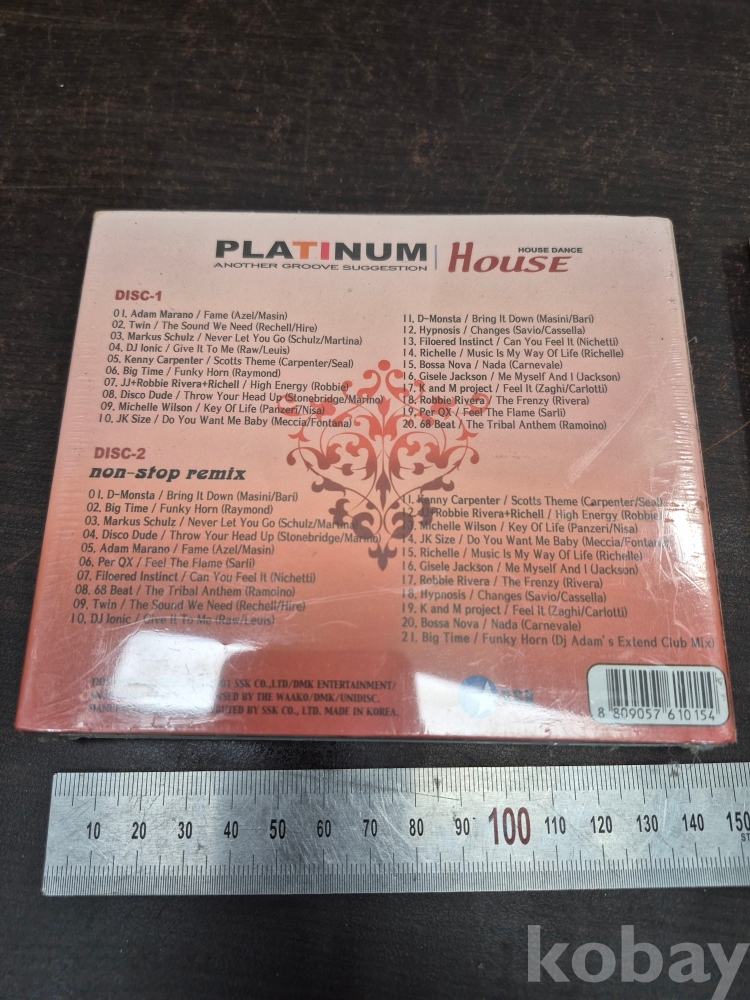 PLATINUM | House
HOUSE DANCE
ANOTHER GROOVE SUGGESTION
DISC-1
01. Adam Marano / Fame (Azel/Masin)
02. Twin / The Sound We Need (Rechell/Hire)
03. Markus Schulz / Never Let You Go (Schulz/Martina)
04. DJ Ionic / Give It To Me (Raw/Leuis)
05. Kenny Carpenter / Scotts Theme (Carpenter/Seal)
06. Big Time / Funky Horn (Raymond)
07. JJ+Robbie Rivera+Richell / High Energy (Robbie)
08. Disco Dude / Throw Your Head Up (Stonebridge/Marino)
09. Michelle Wilson / Key Of Life (Panzeri/Nisa)
10. JK Size / Do You Want Me Baby (Meccia/Fontana)
11. D-Monsta / Bring It Down (Masini/Bari)
12. Hypnosis / Changes (Savio/Cassella)
13. Filoered Instinct / Can You Feel It (Nichetti)
14. Richelle / Music Is My Way Of Life (Richelle)
15. Bossa Nova / Nada (Carnevale)
16. Gisele Jackson / Me Myself And I (Jackson)
17. K and M project / Feel It (Zaghi/Carlotti)
18. Robbie Rivera / The Frenzy (Rivera)
19. Per QX / Feel The Flame (Sarli)
20. 68 Beat / The Tribal Anthem (Ramoino)
DISC-2
non-stop remix
01. D-Monsta / Bring It Down (Masini/Bari)
02. Big Time / Funky Horn (Raymond)
03. Markus Schulz / Never Let You Go (Schulz/Martina)
04. Disco Dude / Throw Your Head Up (Stonebridge/Marino)
05. Adam Marano / Fame (Azel/Masin)
06. Per QX / Feel The Flame (Sarli)
07. Filoered Instinct / Can You Feel It (Nichetti)
08. 68 Beat / The Tribal Anthem (Ramoino)
09. Twin / The Sound We Need (Rechell/Hire)
10. DJ Ionic / Give It To Me (Raw/Leuis)
11. Kenny Carpenter / Scotts Theme (Carpenter/Seal)
12. JJ+Robbie Rivera+Richell / High Energy (Robbie)
13. Michelle Wilson / Key Of Life (Panzeri/Nisa)
14. JK Size / Do You Want Me Baby (Meccia/Fontana)
15. Richelle / Music Is My Way Of Life (Richelle)
16. Gisele Jackson / Me Myself And I (Jackson)
17. Robbie Rivera / The Frenzy (Rivera)
18. Hypnosis / Changes (Savio/Cassella)
19. K and M project / Feel It (Zaghi/Carlotti)
20. Bossa Nova / Nada (Carnevale)
21. Big Time / Funky Horn (Dj Adam's Extend Club Mix)
SSK CO.,LTD/DMK ENTERTAINMENT/
BY THE WAAKO/DMK/UNIDISC.
BY SSK CO., LTD. MADE IN KOREA.
8 809057 610154
10 20 30 40 50 60 70 80 90 100 110 120 130 140 150
kobay